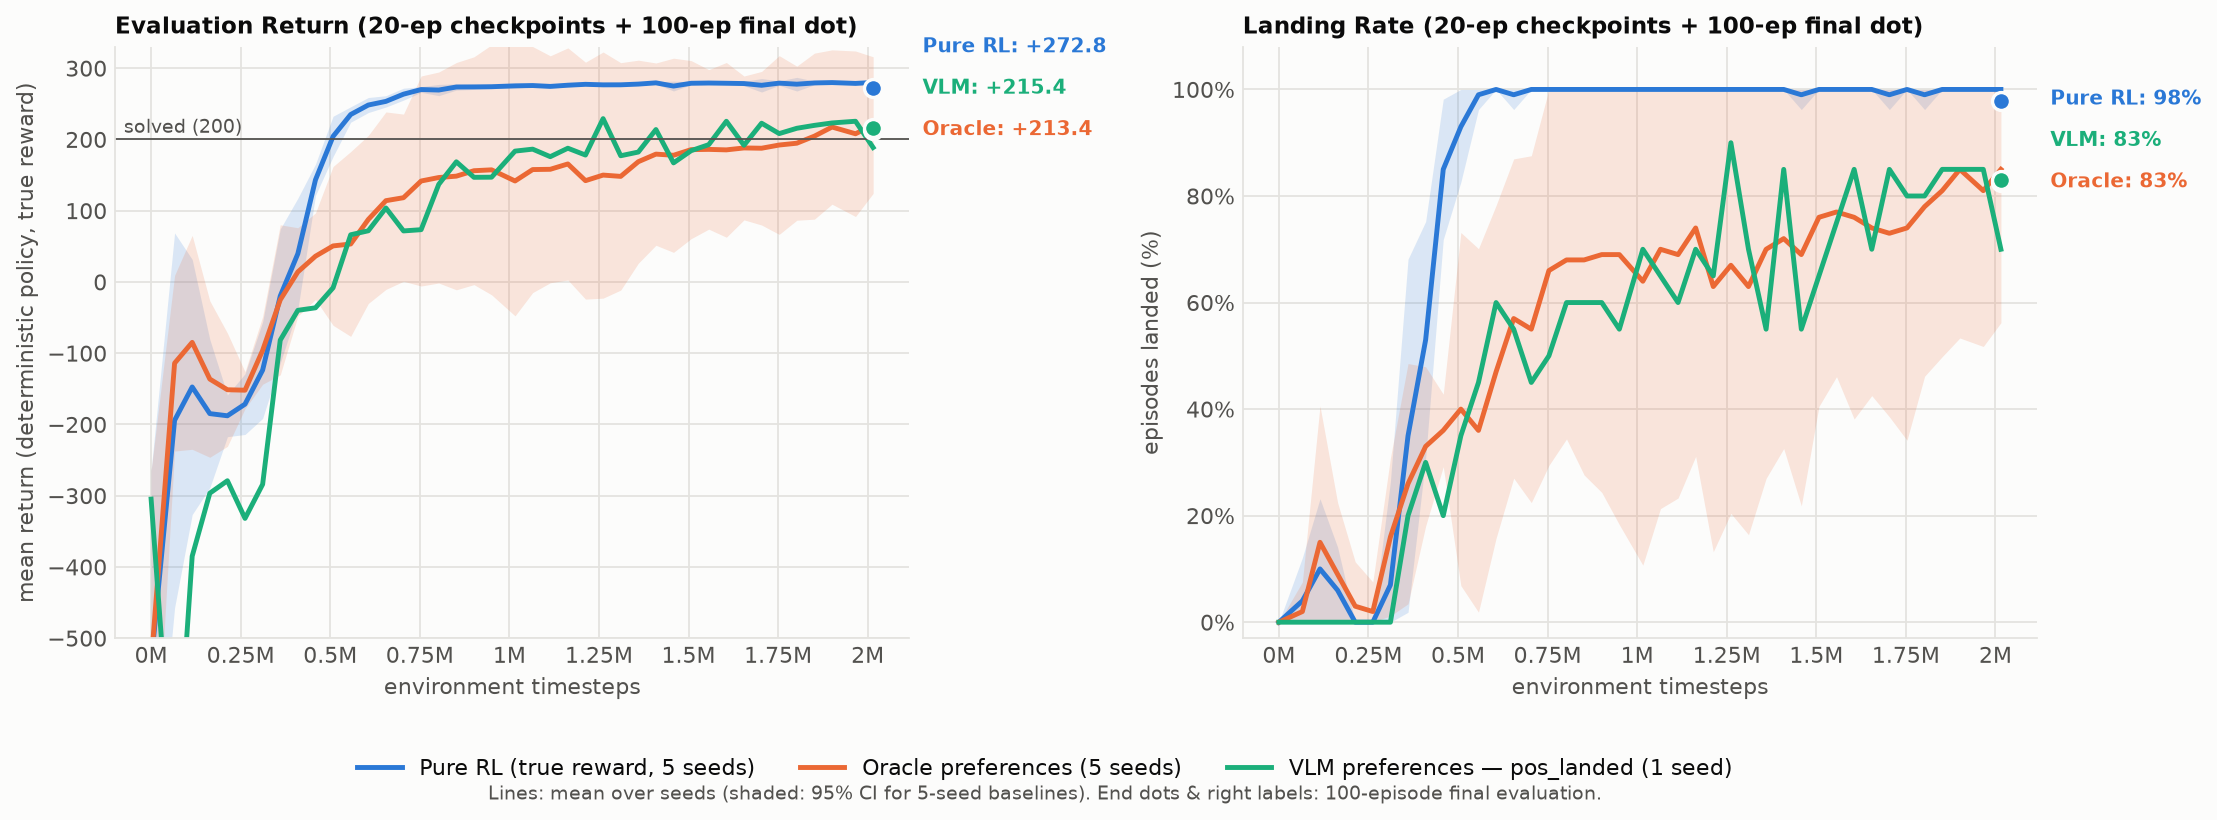 Evaluation Return (20-ep checkpoints + 100-ep final dot)
Pure RL: +272.8
VLM: +215.4
Oracle: +213.4
solved (200)
mean return (deterministic policy, true reward)
300
200
100
0
−100
−200
−300
−400
−500
0M 0.25M 0.5M 0.75M 1M 1.25M 1.5M 1.75M 2M
environment timesteps
Landing Rate (20-ep checkpoints + 100-ep final dot)
Pure RL: 98%
VLM: 83%
Oracle: 83%
episodes landed (%)
100%
80%
60%
40%
20%
0%
0M 0.25M 0.5M 0.75M 1M 1.25M 1.5M 1.75M 2M
environment timesteps
Pure RL (true reward, 5 seeds) Oracle preferences (5 seeds) VLM preferences — pos_landed (1 seed)
Lines: mean over seeds (shaded: 95% CI for 5-seed baselines). End dots & right labels: 100-episode final evaluation.